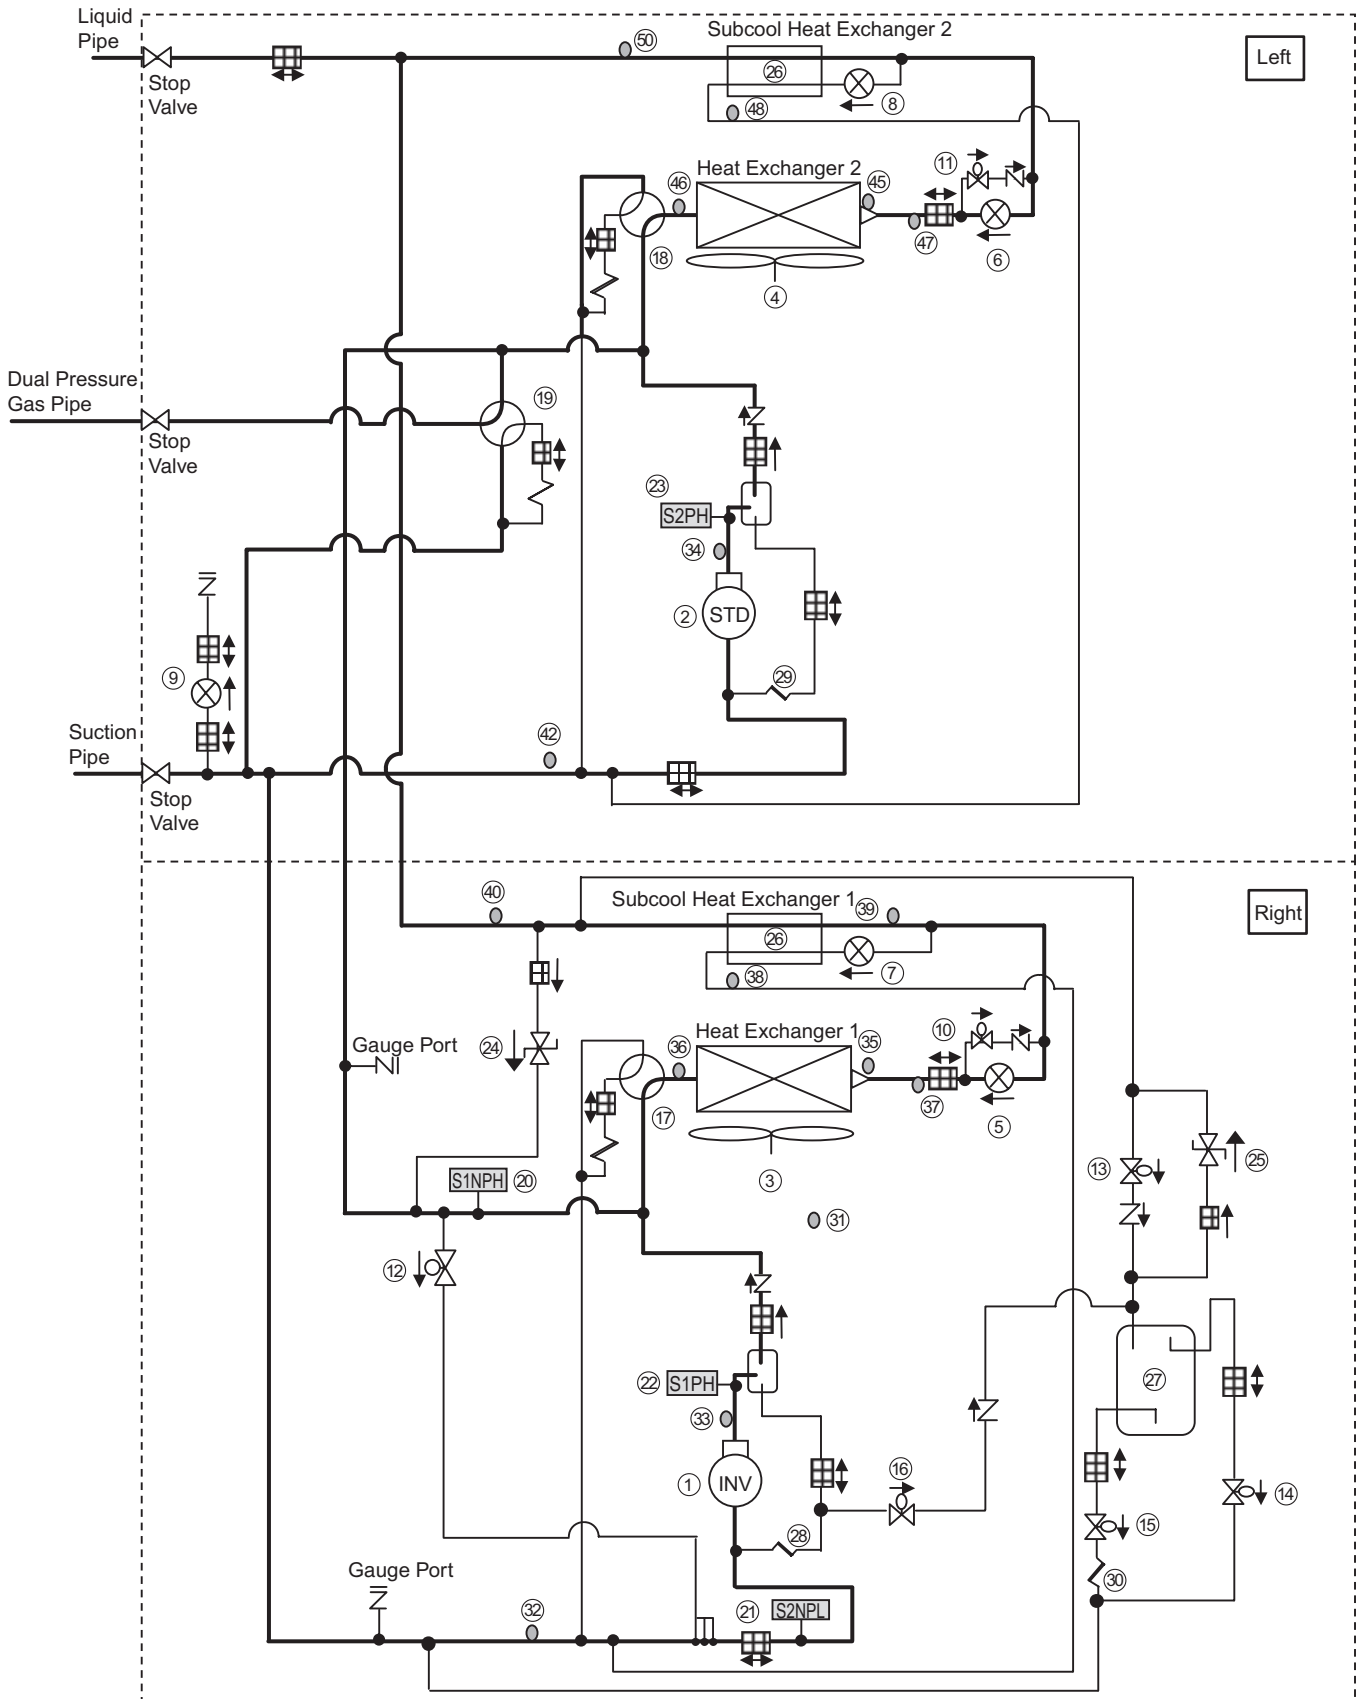 Liquid
Pipe
Stop
Valve
50
Subcool Heat Exchanger 2
26
8
48
Left
Heat Exchanger 2
46
45
11
47
6
18
4
Dual Pressure
Gas Pipe
Stop
Valve
19
23
S2PH
34
2
STD
29
9
Suction
Pipe
Stop
Valve
42
40
Subcool Heat Exchanger 1
39
26
7
38
Right
Gauge Port
24
Heat Exchanger 1
36
35
10
37
5
17
3
13
25
S1NPH
20
31
12
22
S1PH
33
1
INV
28
16
27
14
15
30
Gauge Port
32
21
S2NPL